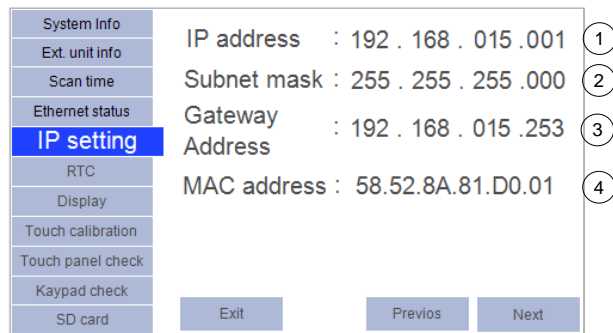 System Info
Ext. unit info
Scan time
Ethernet status
IP setting
RTC
Display
Touch calibration
Touch panel check
Kaypad check
SD card
IP address : 192 . 168 . 015 .001 1
Subnet mask : 255 . 255 . 255 .000 2
Gateway
Address : 192 . 168 . 015 .253 3
MAC address : 58.52.8A.81.D0.01 4
Exit Previos Next